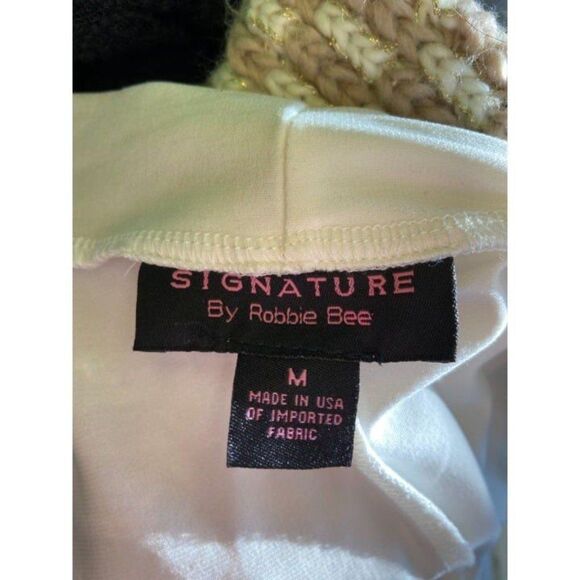 SIGNATURE
By Robbie Bee
M
MADE IN USA
OF IMPORTED
FABRIC